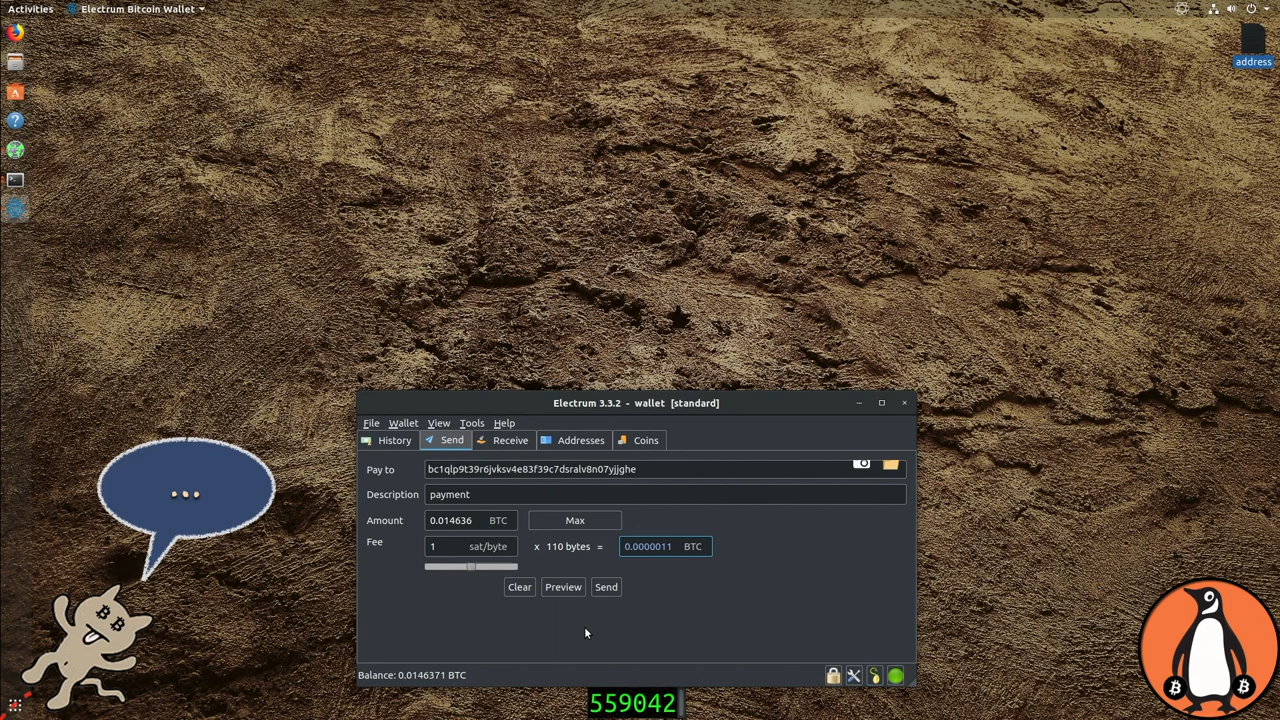 Activities
Electrum Bitcoin Wallet
address
Electrum 3.3.2 - wallet [standard]
File Wallet View Tools Help
History Send Receive Addresses Coins
Pay to bc1qlp9t39r6jvksv4e83f39c7dsralv8n07yjjghe
Description payment
Amount 0.014636 BTC Max
Fee 1 sat/byte x 110 bytes = 0.0000011 BTC
Clear Preview Send
...
Balance: 0.0146371 BTC
559042